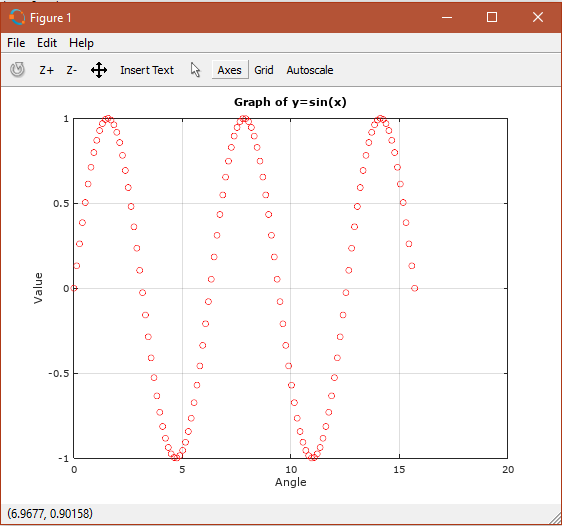 Figure 1
File Edit Help
Z+ Z- Insert Text Axes Grid Autoscale
Graph of y=sin(x)
1
0.5
0
-0.5
-1
Value
0 5 10 15 20
Angle
(6.9677, 0.90158)